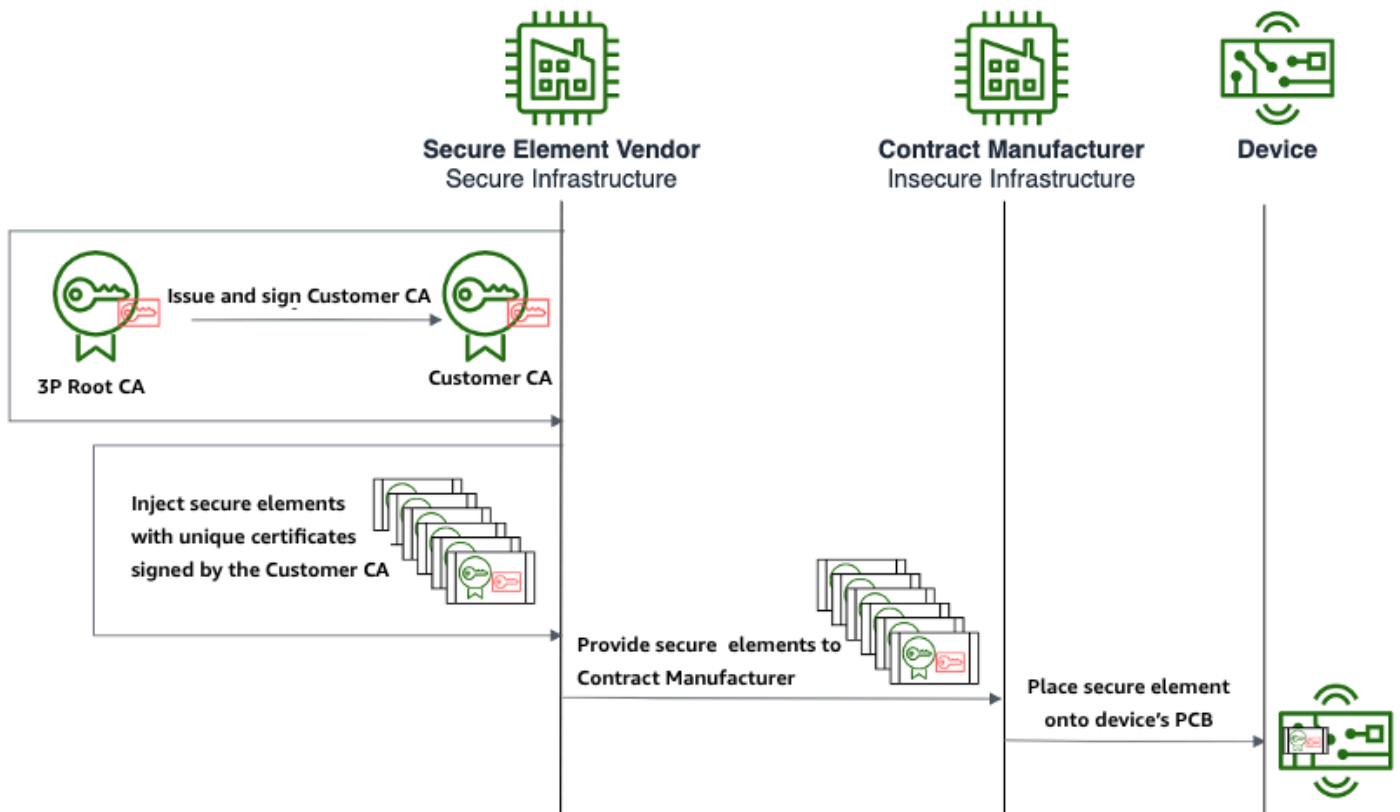 Secure Element Vendor
Secure Infrastructure
Contract Manufacturer
Insecure Infrastructure
Device
Issue and sign Customer CA
3P Root CA
Customer CA
Inject secure elements
with unique certificates
signed by the Customer CA
Provide secure elements to
Contract Manufacturer
Place secure element
onto device's PCB